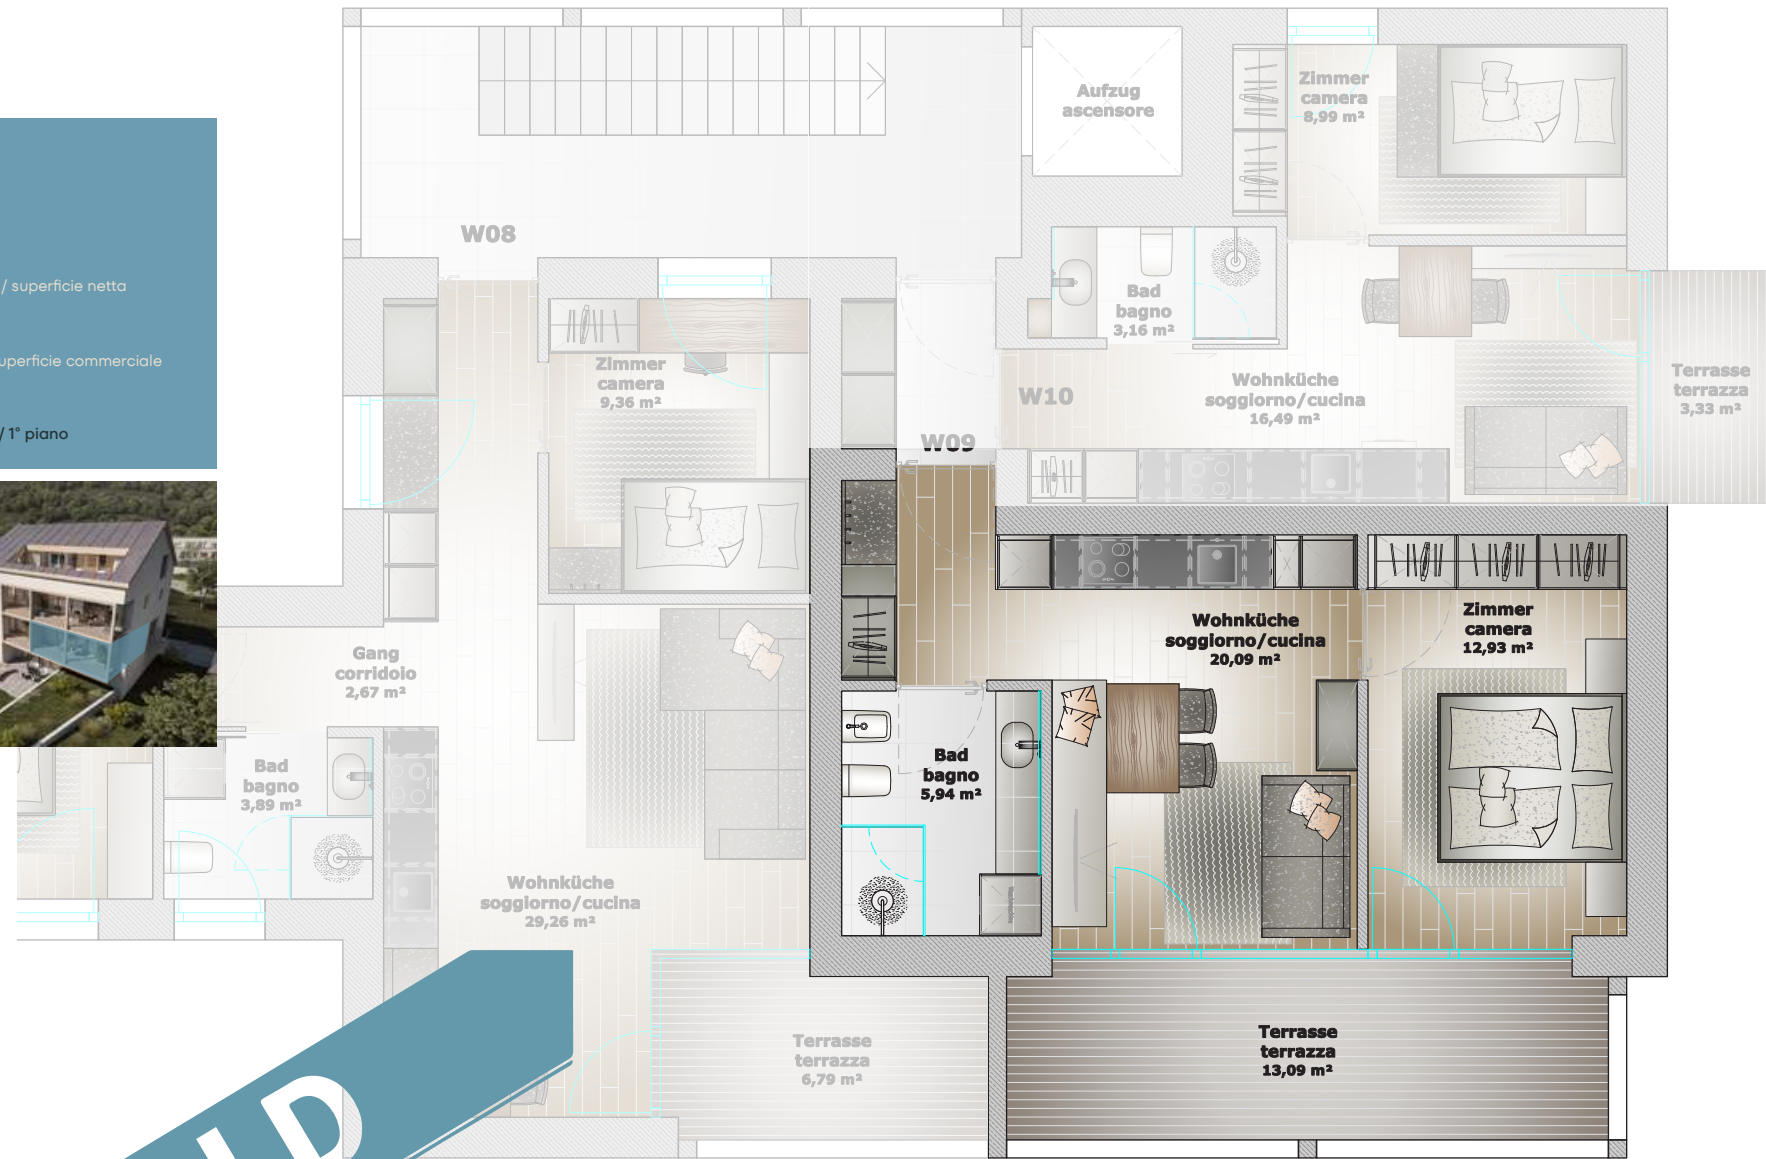 / superficie netta
uperficie commerciale
/ 1° piano
W08
Aufzug
ascensore
Zimmer
camera
8,99 m²
Bad
bagno
3,16 m²
Zimmer
camera
9,36 m²
W10
Wohnküche
soggiorno/cucina
16,49 m²
Terrasse
terrazza
3,33 m²
W09
Wohnküche
soggiorno/cucina
20,09 m²
Zimmer
camera
12,93 m²
Gang
corridoio
2,67 m²
Bad
bagno
3,89 m²
Bad
bagno
5,94 m²
Wohnküche
soggiorno/cucina
29,26 m²
Terrasse
terrazza
6,79 m²
Terrasse
terrazza
13,09 m²
LD